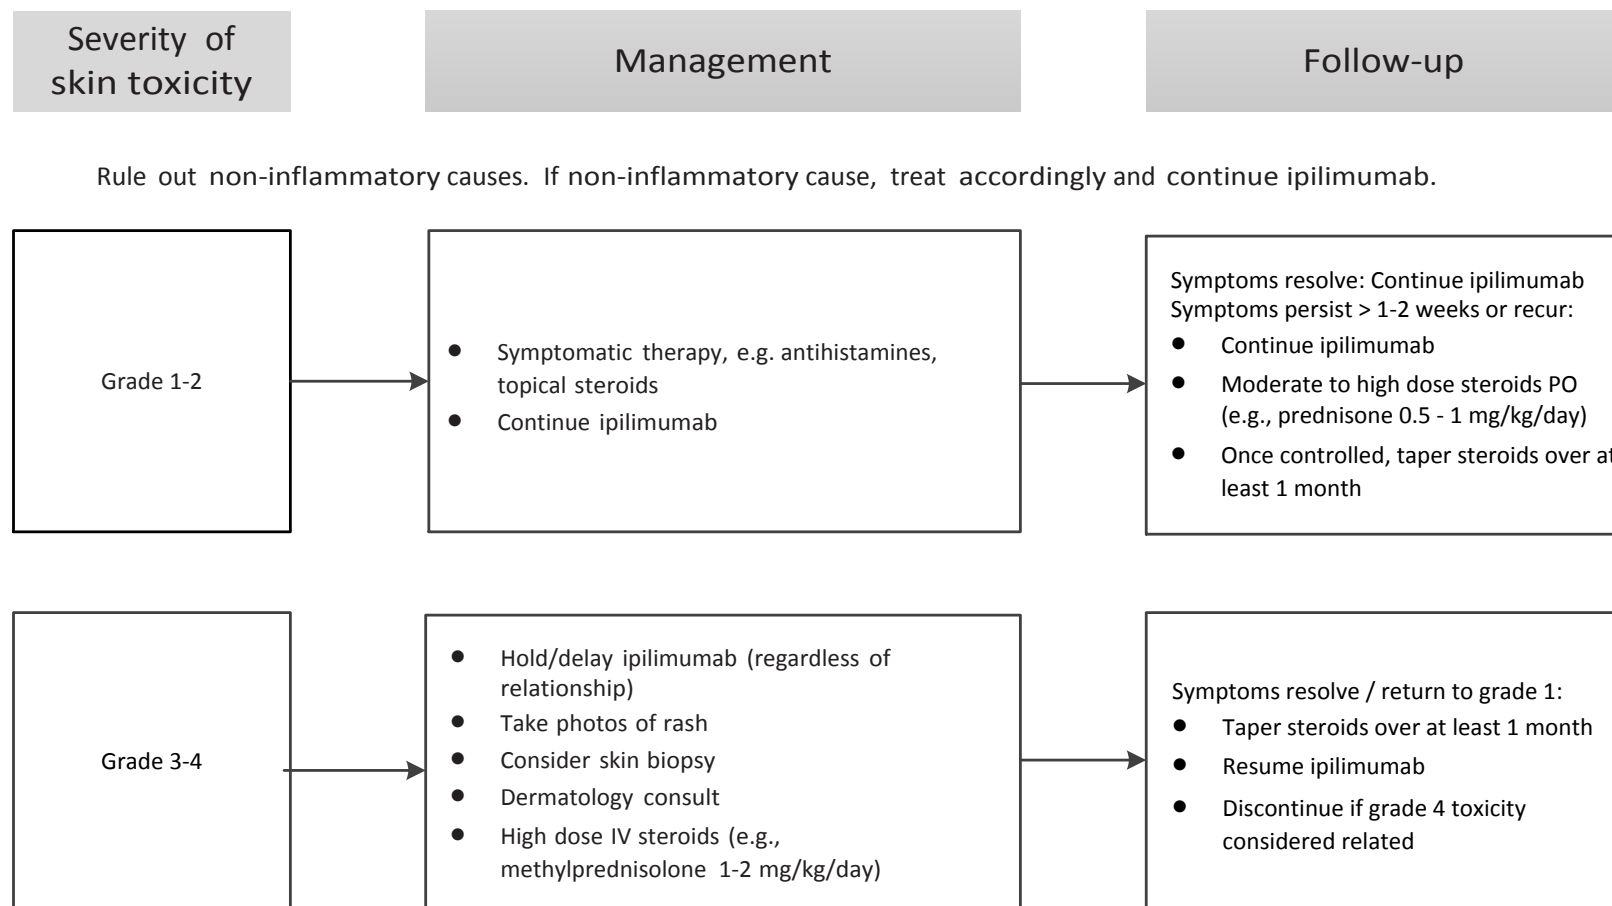 Severity of
skin toxicity
Management
Follow-up
Rule out non-inflammatory causes. If non-inflammatory cause, treat accordingly and continue ipilimumab.
Grade 1-2
● Symptomatic therapy, e.g. antihistamines,
topical steroids
● Continue ipilimumab
Symptoms resolve: Continue ipilimumab
Symptoms persist > 1-2 weeks or recur:
● Continue ipilimumab
● Moderate to high dose steroids PO
(e.g., prednisone 0.5 - 1 mg/kg/day)
● Once controlled, taper steroids over at
least 1 month
Grade 3-4
● Hold/delay ipilimumab (regardless of
relationship)
● Take photos of rash
● Consider skin biopsy
● Dermatology consult
● High dose IV steroids (e.g.,
methylprednisolone 1-2 mg/kg/day)
Symptoms resolve / return to grade 1:
● Taper steroids over at least 1 month
● Resume ipilimumab
● Discontinue if grade 4 toxicity
considered related